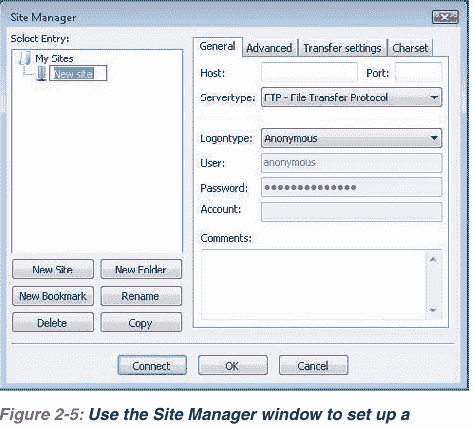 Site Manager
Select Entry:
My Sites
New site
New Site
New Folder
New Bookmark
Rename
Delete
Copy
General
Advanced
Transfer settings
Charset
Host:
Port:
Servertype:
FTP - File Transfer Protocol
Logontype:
Anonymous
User:
anonymous
Password:
●●●●●●●●●●●●●●
Account:
Comments:
Connect
OK
Cancel
Figure 2-5: Use the Site Manager window to set up a